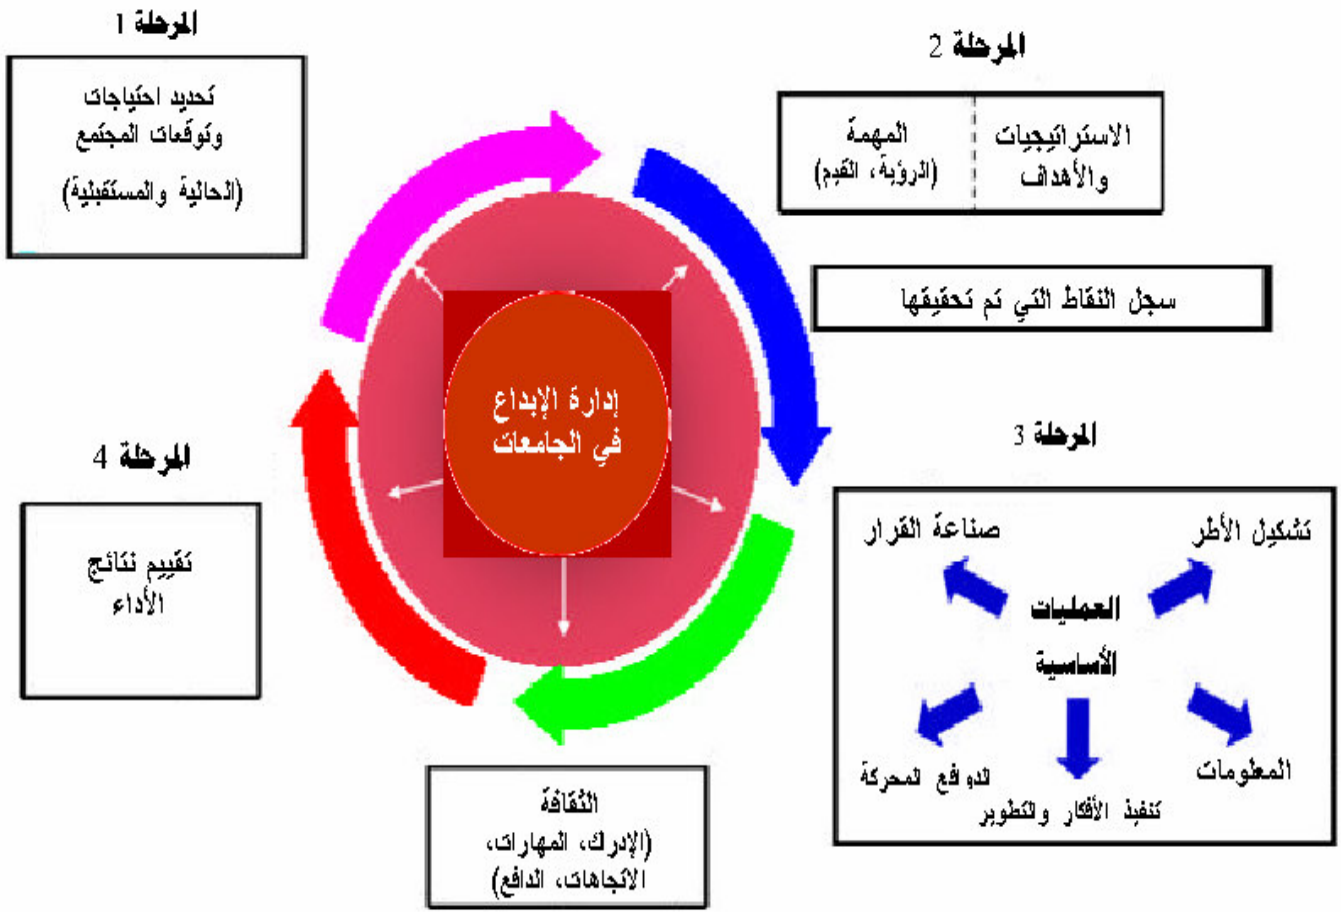 المرحلة 1
تحديد احتياجات
وتوقعات المجتمع
(الحالية والمستقبلية)
المرحلة 2
الاستراتيجيات
والأهداف
المهمة
(الرؤية، القيم)
سجل النقاط التي تم تحقيقها
إدارة الإبداع
في الجامعات
المرحلة 3
تشكيل الأطر
صناعة القرار
العمليات
الأساسية
المعلومات
الدوافع المحركة
تنفيذ الأفكار والتطوير
المرحلة 4
تقييم نتائج
الأداء
الثقافة
(الإدرك، المهارات،
الاتجاهات، الدافع)